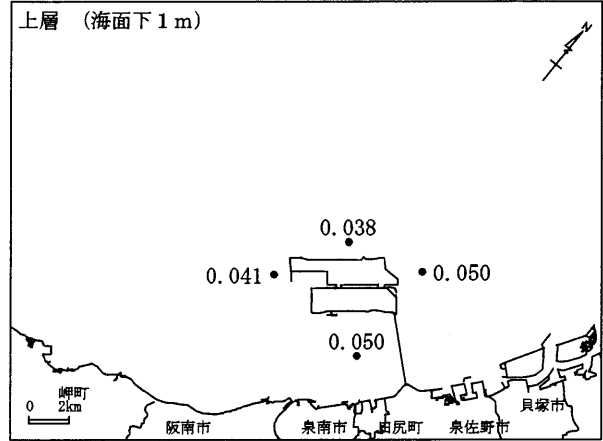 上層 （海面下１ｍ）
N
0.038
0.041
0.050
0.050
岬町
0 2km
阪南市
泉南市
田尻町
泉佐野市
貝塚市